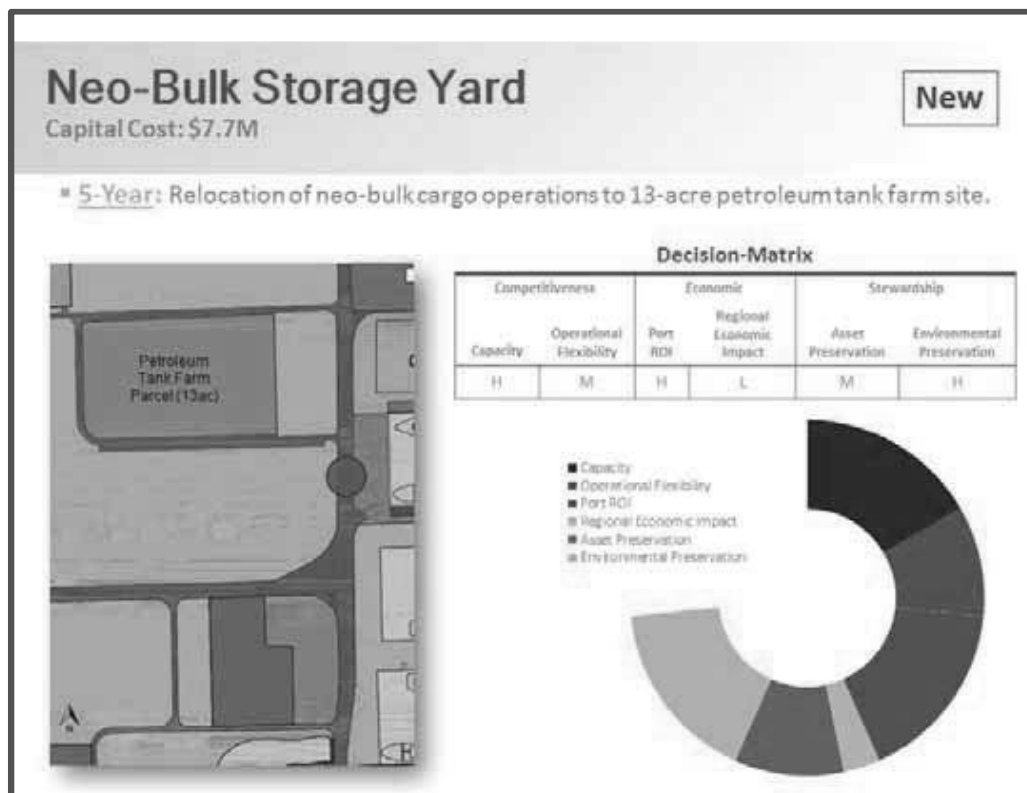 Neo-Bulk Storage Yard
New
Capital Cost: $7.7M
▪ 5-Year: Relocation of neo-bulk cargo operations to 13-acre petroleum tank farm site.
Petroleum
Tank Farm
Parcel (13ac)
N
Decision-Matrix
Competitiveness Economic Stewardship
Capacity
Operational
Flexibility
Port
ROI
Regional
Economic
Impact
Asset
Preservation
Environmental
Preservation
H M H L M H
■ Capacity
■ Operational Flexibility
■ Port ROI
■ Regional Economic Impact
■ Asset Preservation
■ Environmental Preservation